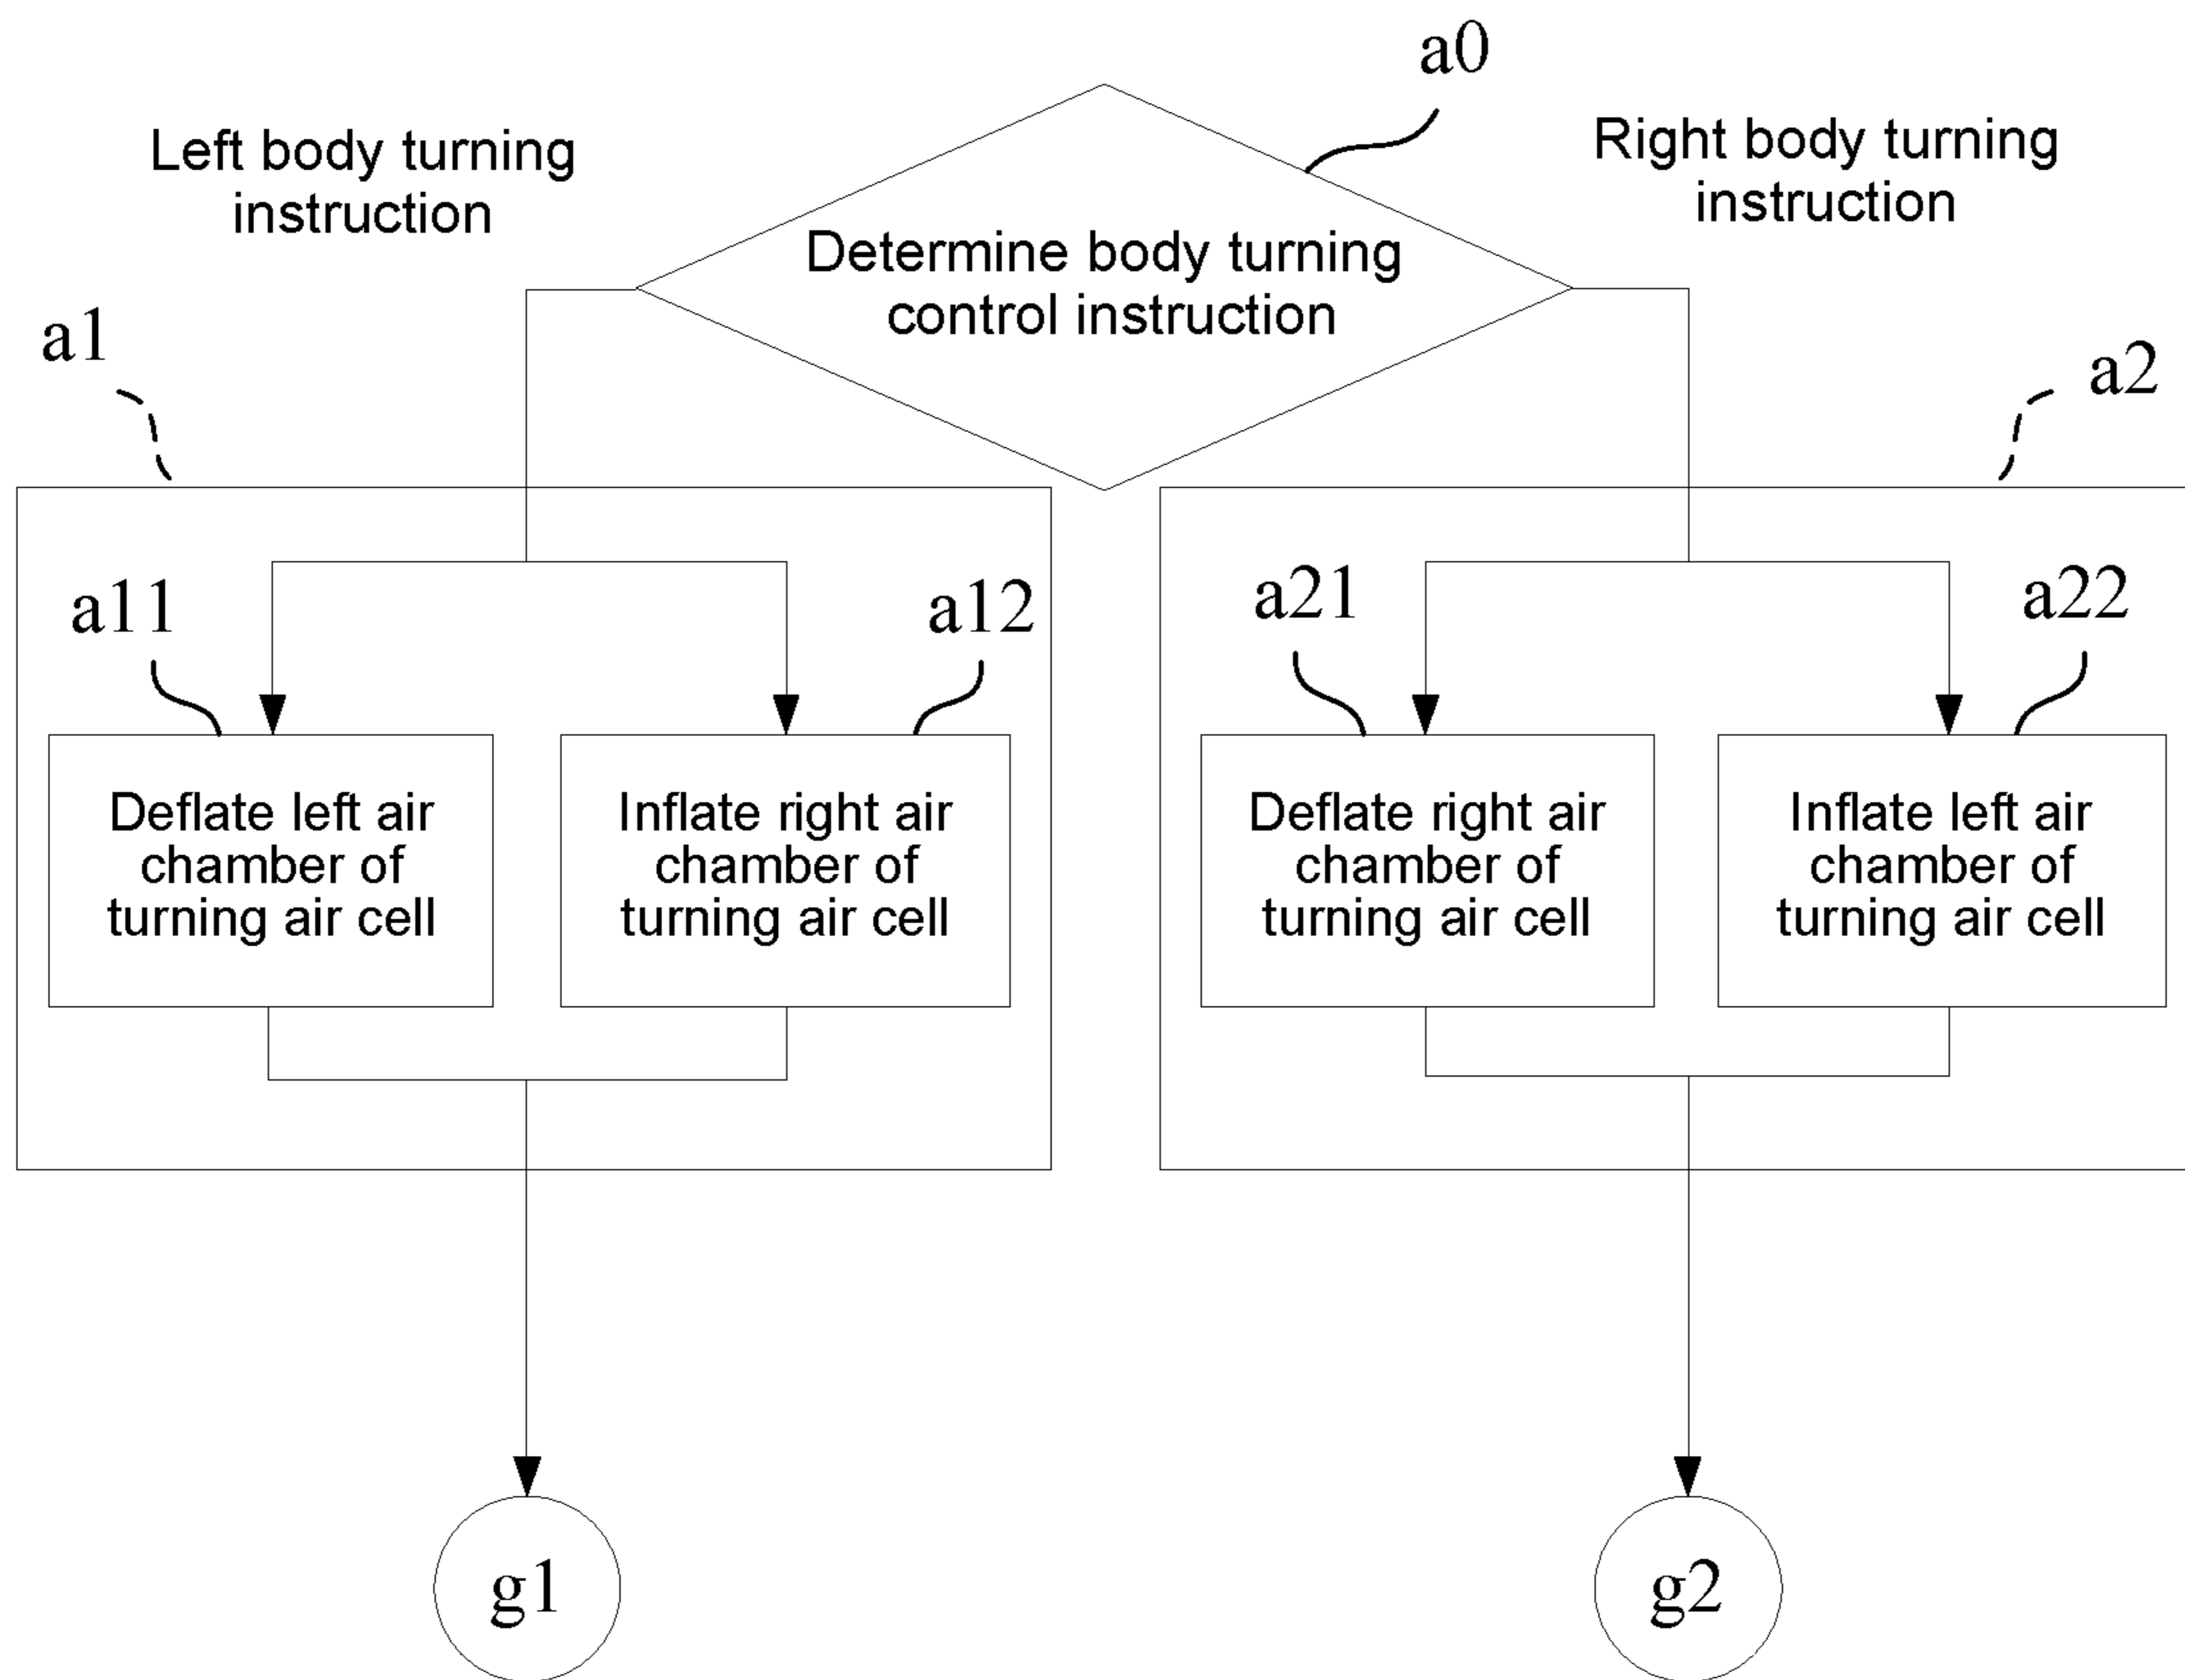 a0
Left body turning
instruction
Right body turning
instruction
Determine body turning
control instruction
a1
a2
a11
a12
a21
a22
Deflate left air
chamber of
turning air cell
Inflate right air
chamber of
turning air cell
Deflate right air
chamber of
turning air cell
Inflate left air
chamber of
turning air cell
g1
g2